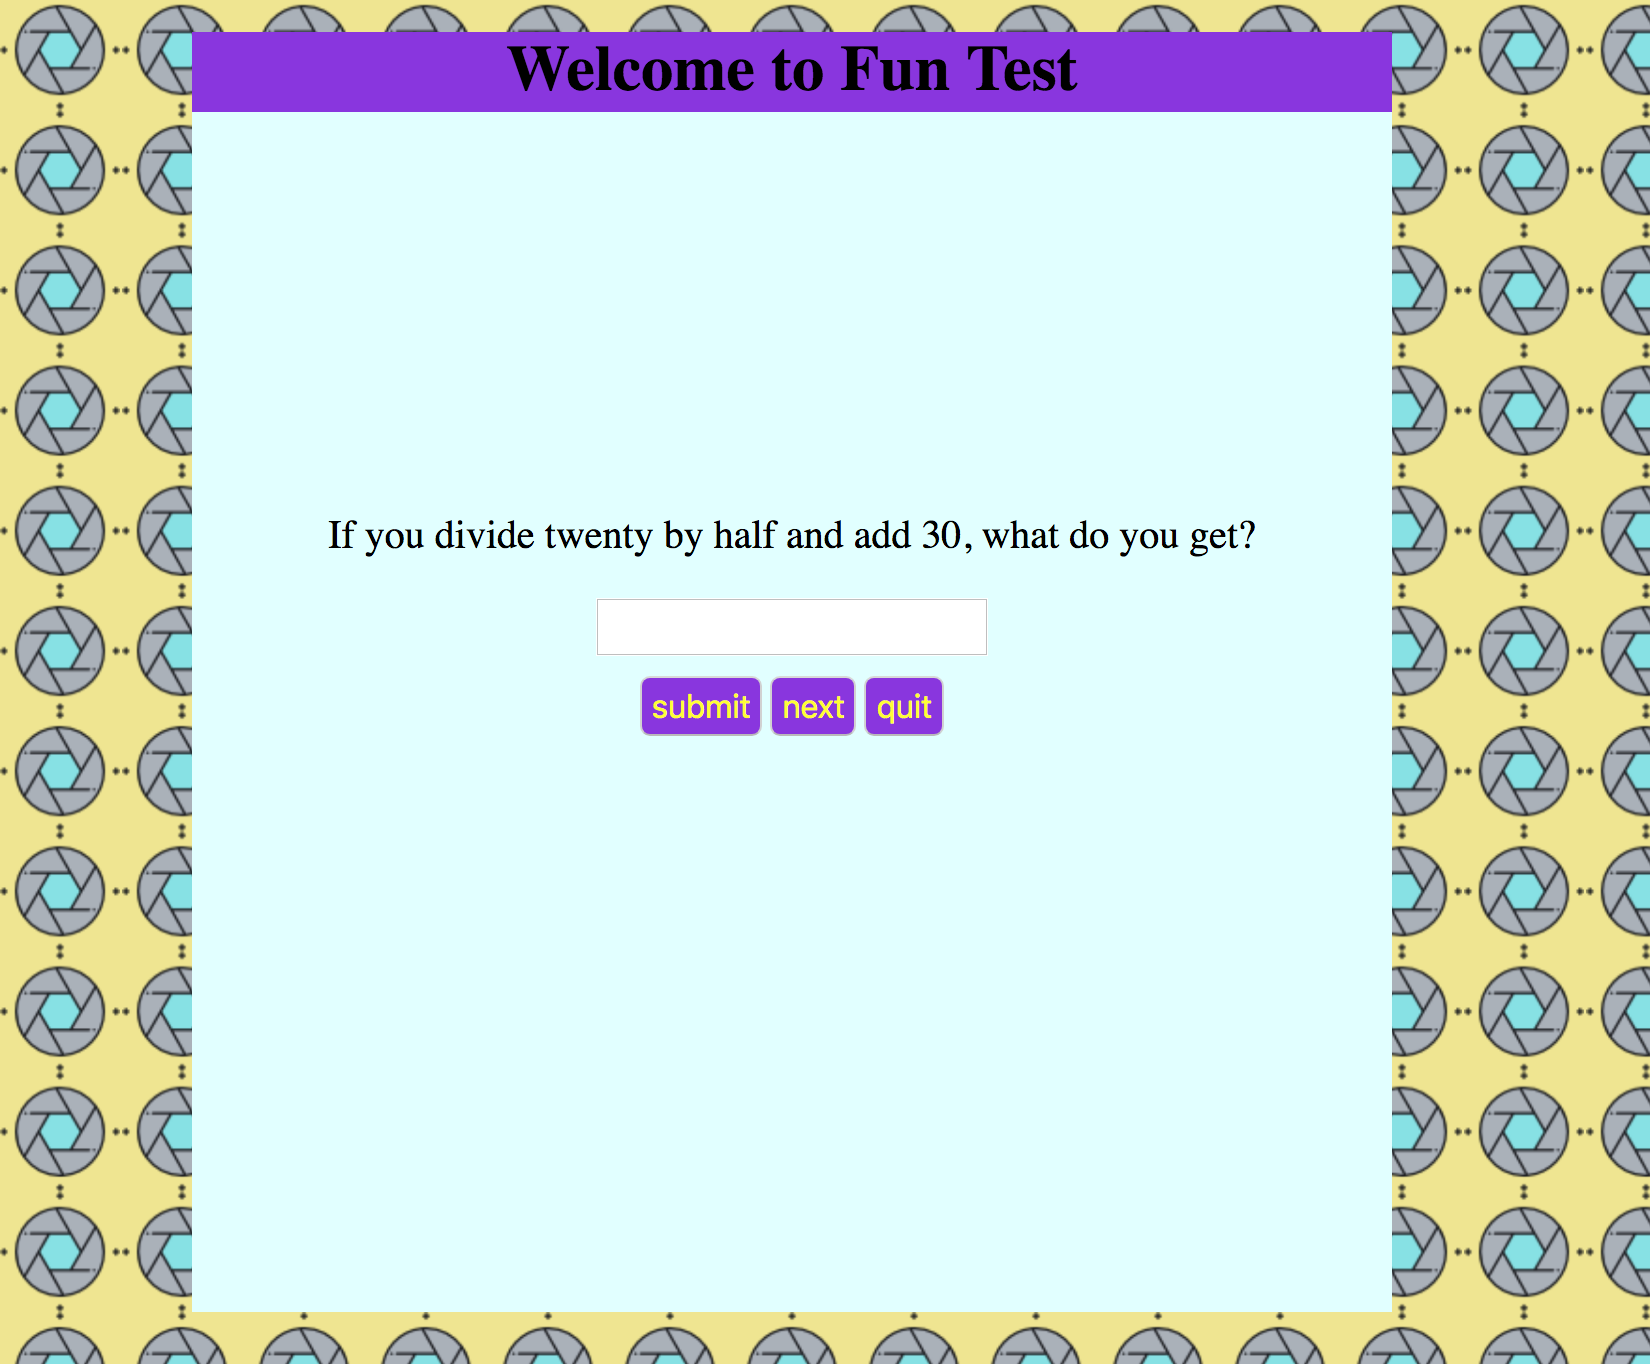 Welcome to Fun Test
If you divide twenty by half and add 30, what do you get?
submit next quit